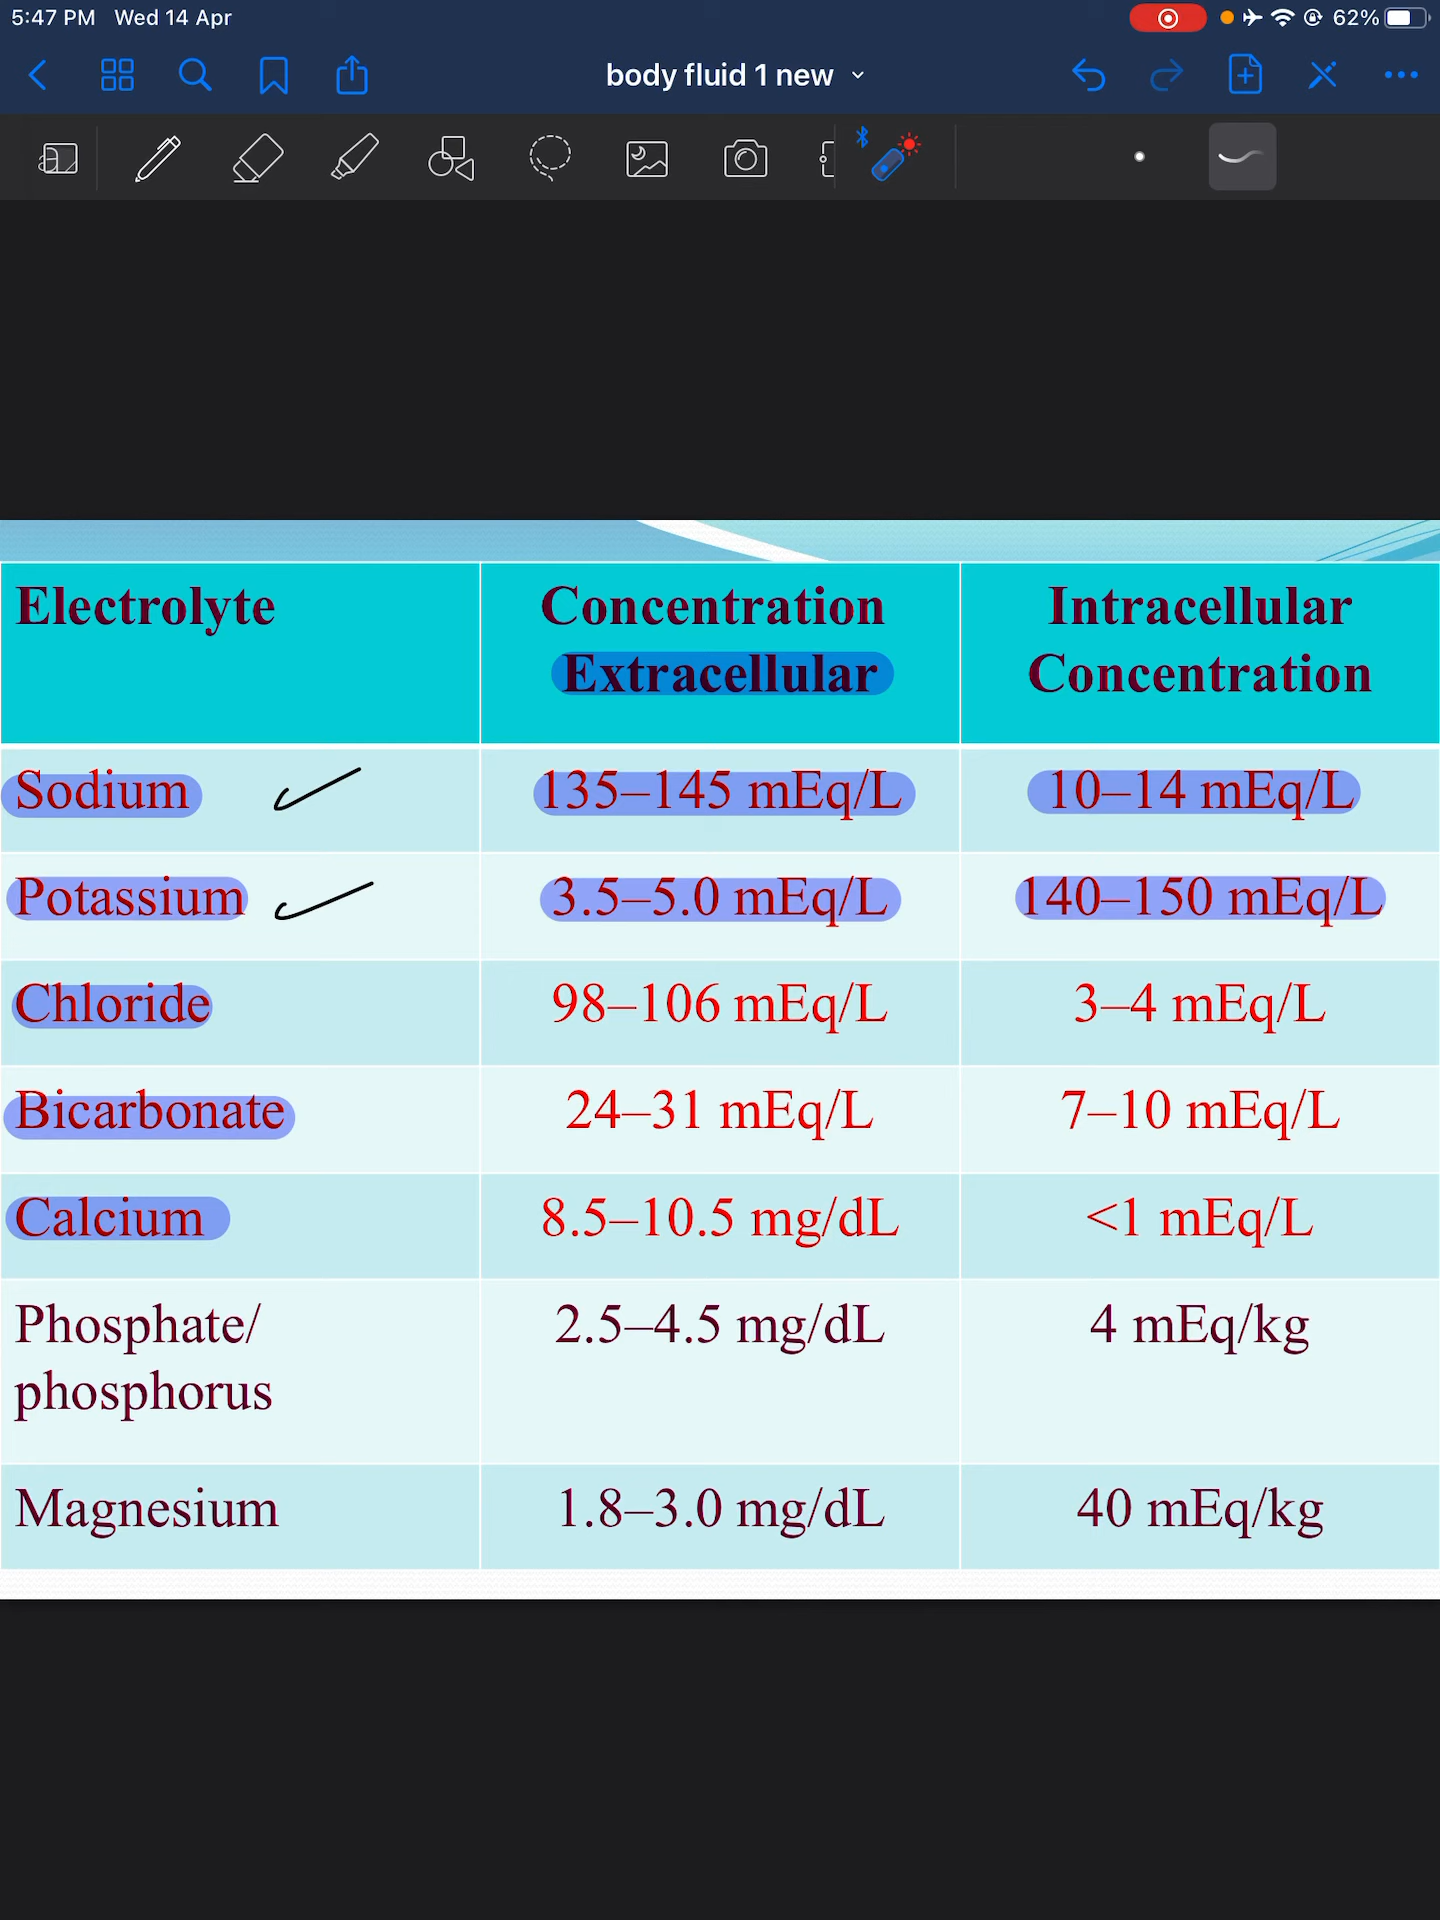 5:47 PM Wed 14 Apr
62%
body fluid 1 new
Electrolyte
Concentration
Extracellular
Intracellular
Concentration
Sodium 135–145 mEq/L 10–14 mEq/L
Potassium 3.5–5.0 mEq/L 140–150 mEq/L
Chloride 98–106 mEq/L 3–4 mEq/L
Bicarbonate 24–31 mEq/L 7–10 mEq/L
Calcium 8.5–10.5 mg/dL <1 mEq/L
Phosphate/ 2.5–4.5 mg/dL 4 mEq/kg
phosphorus
Magnesium 1.8–3.0 mg/dL 40 mEq/kg